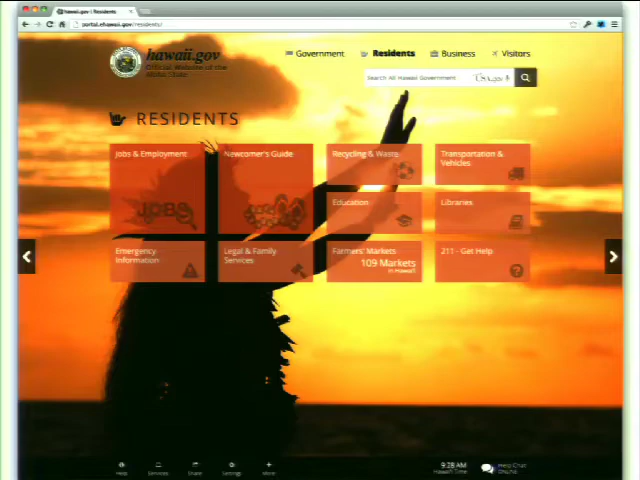 hawaii.gov | Residents
portal.ehawaii.gov/residents/
hawaii.gov
Official Website of the
Aloha State
Government
Residents
Business
Visitors
Search All Hawaii Government
RESIDENTS
Jobs & Employment
JOBS
Newcomer's Guide
Recycling & Waste
Transportation &
Vehicles
Education
Libraries
Emergency
Information
Legal & Family
Services
Farmers' Markets
109 Markets
in Hawaii
211 - Get Help
Help
Services
Share
Settings
More
9:28 AM
Hawaii Time
Help Chat